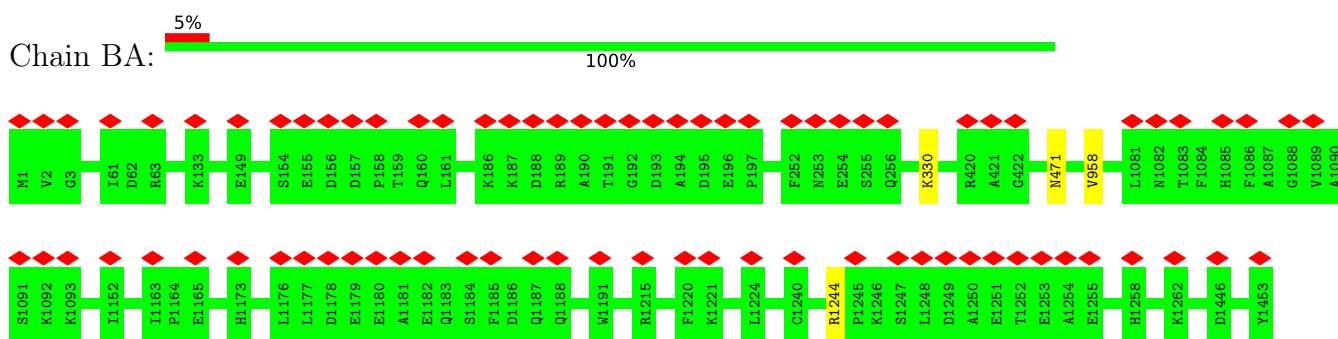 5%
Chain BA:
100%
M1 V2 G3 I61 D62 R63 K133 E149 S154 E155 D156 D157 P158 T159 Q160 L161 K186 K187 D188 R189 A190 T191 G192 D193 A194 D195 E196 P197 F252 N253 E254 S255 Q256 K330 R420 A421 G422 N471 V958 L1081 N1082 T1083 F1084 H1085 F1086 A1087 G1088 V1089 A1090
S1091 K1092 K1093 I1152 I1163 P1164 E1165 H1173 L1176 L1177 D1178 E1179 E1180 A1181 E1182 Q1183 S1184 F1185 D1186 Q1187 Q1188 W1191 R1215 F1220 K1221 L1224 C1240 R1244 P1245 K1246 S1247 L1248 D1249 A1250 E1251 T1252 E1253 A1254 E1255 H1258 K1262 D1446 Y1453